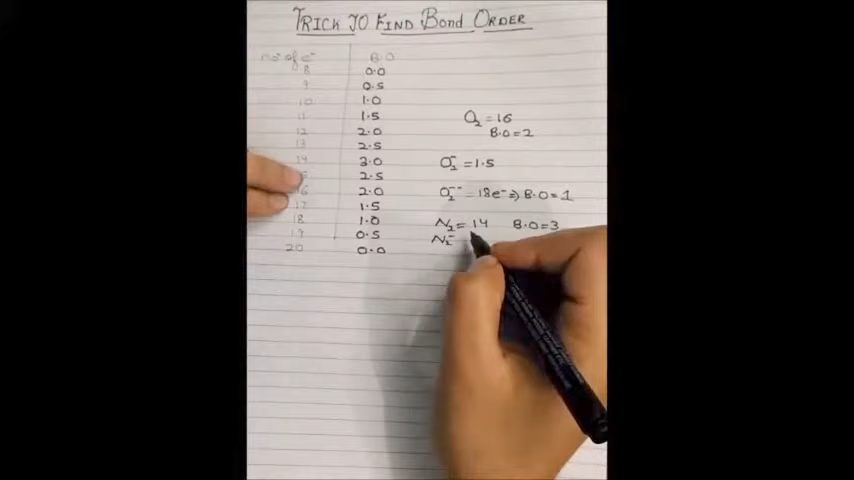 TRICK TO FIND BOND ORDER
no of e⁻ B.O
8 0.0
9 0.5
10 1.0
11 1.5
12 2.0
13 2.5
14 3.0
2.5
16 2.0
17 1.5
18 1.0
19 0.5
20 0.0
O₂ = 16
B.O = 2
O₂⁻ = 1.5
O₂⁻⁻ = 18e⁻ ⇒ B.O = 1
N₂ = 14 B.O = 3
N₂⁻